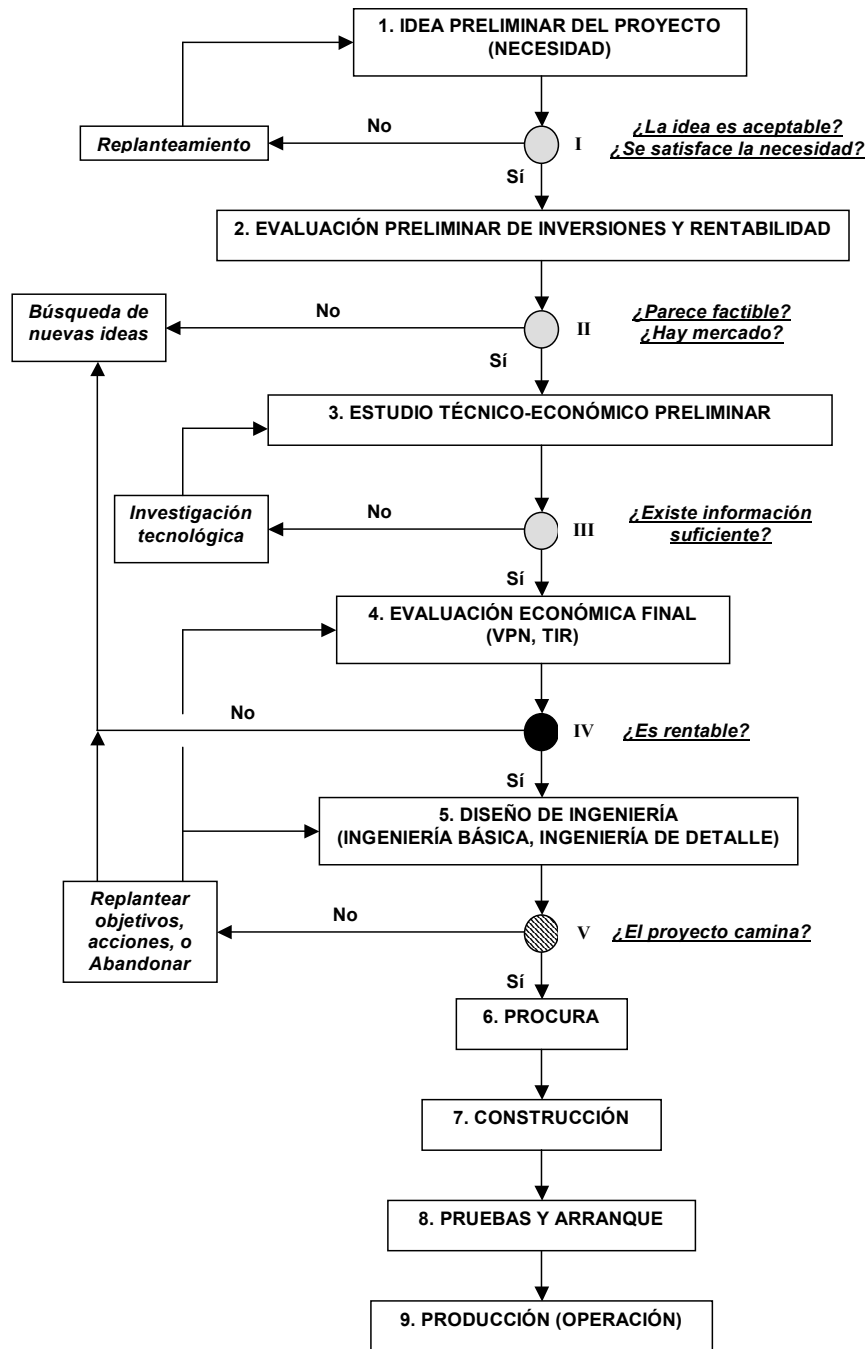 1. IDEA PRELIMINAR DEL PROYECTO
(NECESIDAD)
No
Replanteamiento
I
¿La idea es aceptable?
¿Se satisface la necesidad?
Sí
2. EVALUACIÓN PRELIMINAR DE INVERSIONES Y RENTABILIDAD
Búsqueda de
nuevas ideas
No
II
¿Parece factible?
¿Hay mercado?
Sí
3. ESTUDIO TÉCNICO-ECONÓMICO PRELIMINAR
Investigación
tecnológica
No
III
¿Existe información
suficiente?
Sí
4. EVALUACIÓN ECONÓMICA FINAL
(VPN, TIR)
No
IV
¿Es rentable?
Sí
5. DISEÑO DE INGENIERÍA
(INGENIERÍA BÁSICA, INGENIERÍA DE DETALLE)
Replantear
objetivos,
acciones, o
Abandonar
No
V
¿El proyecto camina?
Sí
6. PROCURA
7. CONSTRUCCIÓN
8. PRUEBAS Y ARRANQUE
9. PRODUCCIÓN (OPERACIÓN)